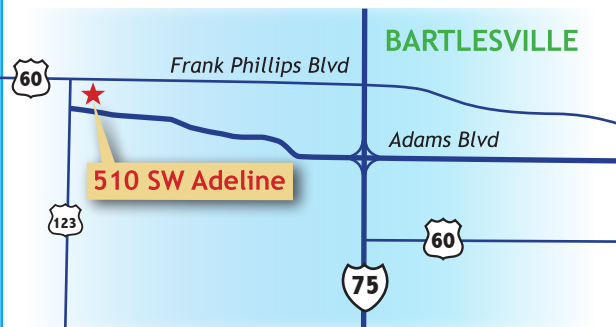 BARTLESVILLE
Frank Phillips Blvd
60
Adams Blvd
510 SW Adeline
123
60
75